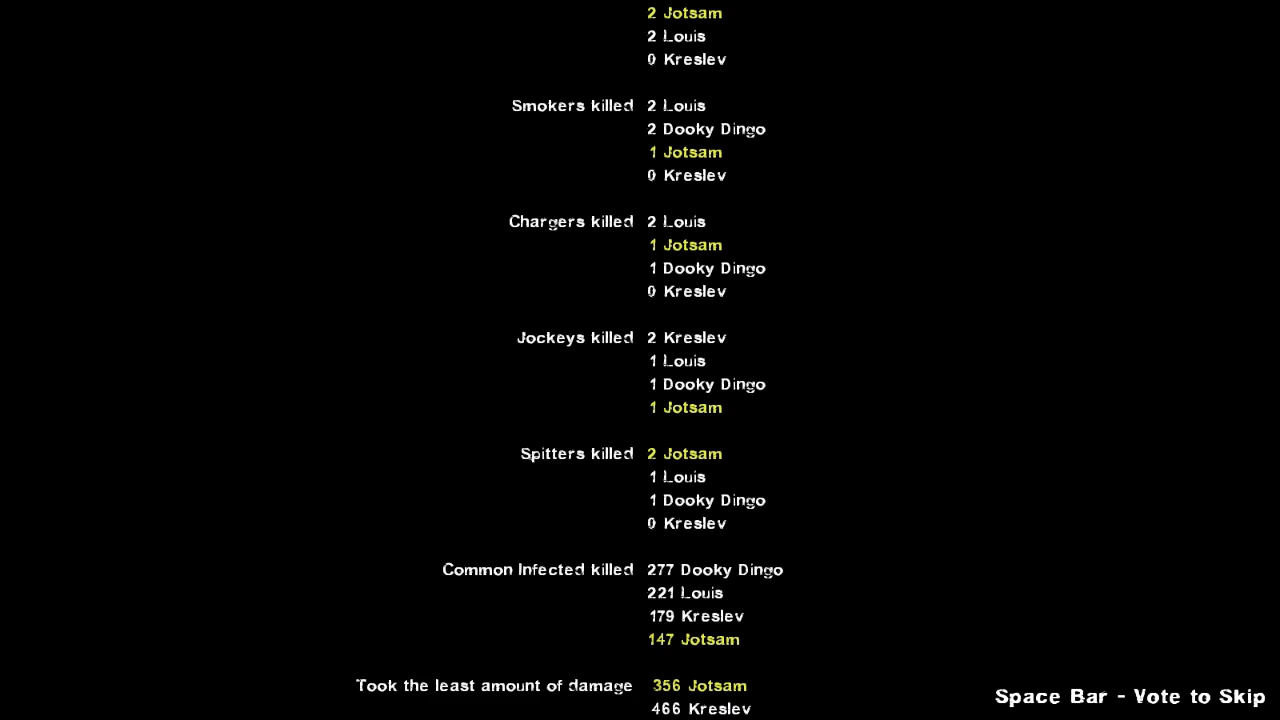 2 Jotsam
2 Louis
0 Kreslev
Smokers killed 2 Louis
2 Dooky Dingo
1 Jotsam
0 Kreslev
Chargers killed 2 Louis
1 Jotsam
1 Dooky Dingo
0 Kreslev
Jockeys killed 2 Kreslev
1 Louis
1 Dooky Dingo
1 Jotsam
Spitters killed 2 Jotsam
1 Louis
1 Dooky Dingo
0 Kreslev
Common Infected killed 277 Dooky Dingo
221 Louis
179 Kreslev
147 Jotsam
Took the least amount of damage 356 Jotsam
466 Kreslev
Space Bar - Vote to Skip